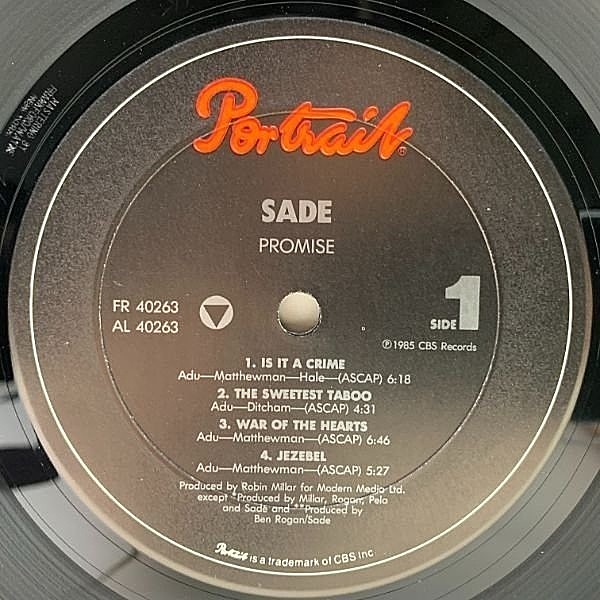 Portrait®
SADE
PROMISE
FR 40263
AL 40263
SIDE 1
℗1985 CBS Records
1. IS IT A CRIME
Adu—Matthewman—Hale—(ASCAP) 6:18
2. THE SWEETEST TABOO
Adu—Ditcham—(ASCAP) 4:31
3. WAR OF THE HEARTS
Adu—Matthewman—(ASCAP) 6:46
4. JEZEBEL
Adu—Matthewman—(ASCAP) 5:27
Produced by Robin Millar for Modern Media Ltd.
except *Produced by Millar, Rogan, Pela
and Sade and **Produced by
Ben Rogan/Sade
Portrait is a trademark of CBS Inc
MASTERING BY
NEW YORK